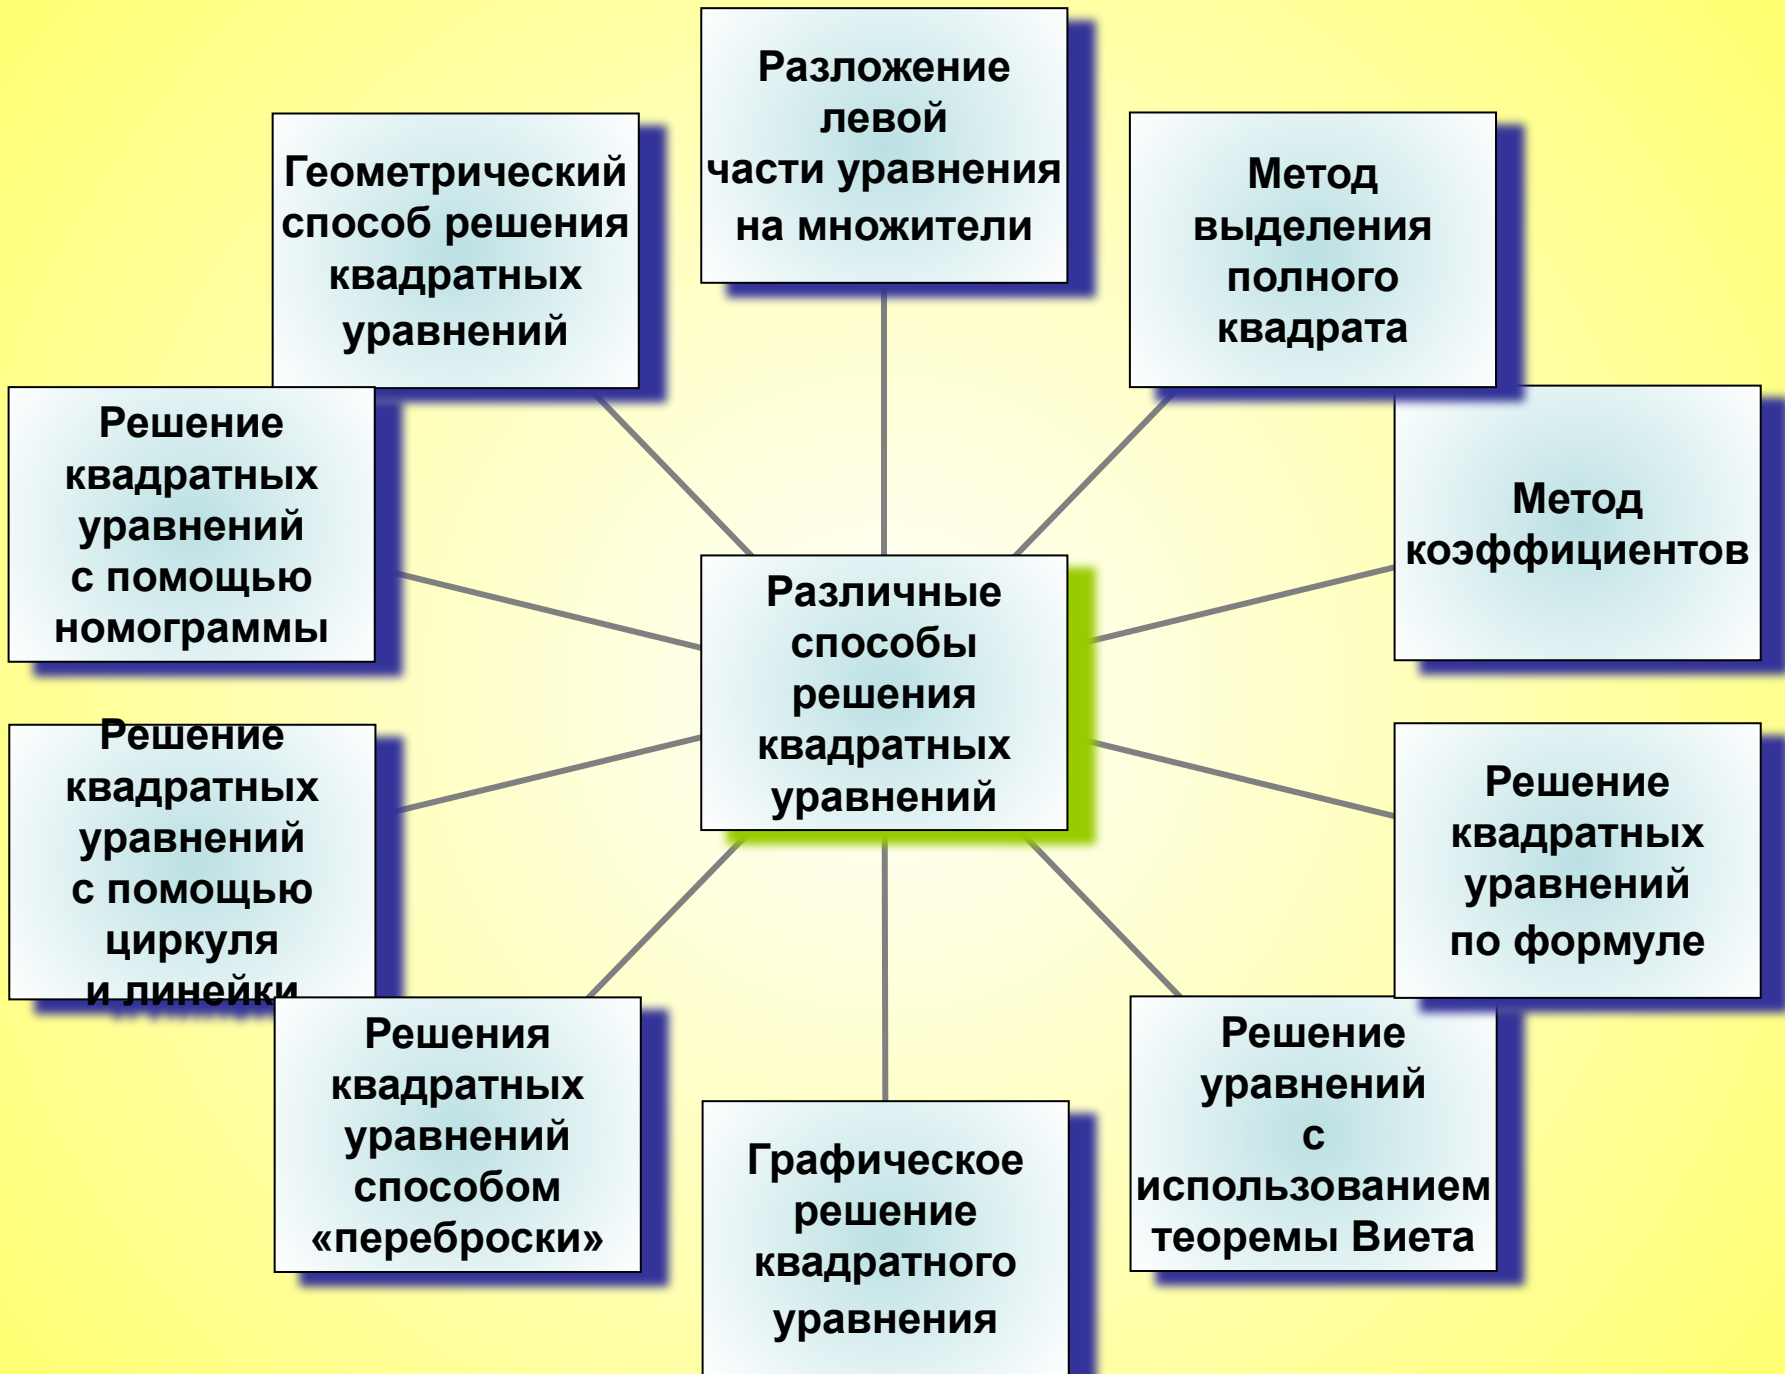 Разложение
левой
части уравнения
на множители
Геометрический
способ решения
квадратных
уравнений
Метод
выделения
полного
квадрата
Решение
квадратных
уравнений
с помощью
номограммы
Метод
коэффициентов
Различные
способы
решения
квадратных
уравнений
Решение
квадратных
уравнений
с помощью
циркуля
и линейки
Решение
квадратных
уравнений
по формуле
Решения
квадратных
уравнений
способом
«переброски»
Графическое
решение
квадратного
уравнения
Решение
уравнений
с
использованием
теоремы Виета